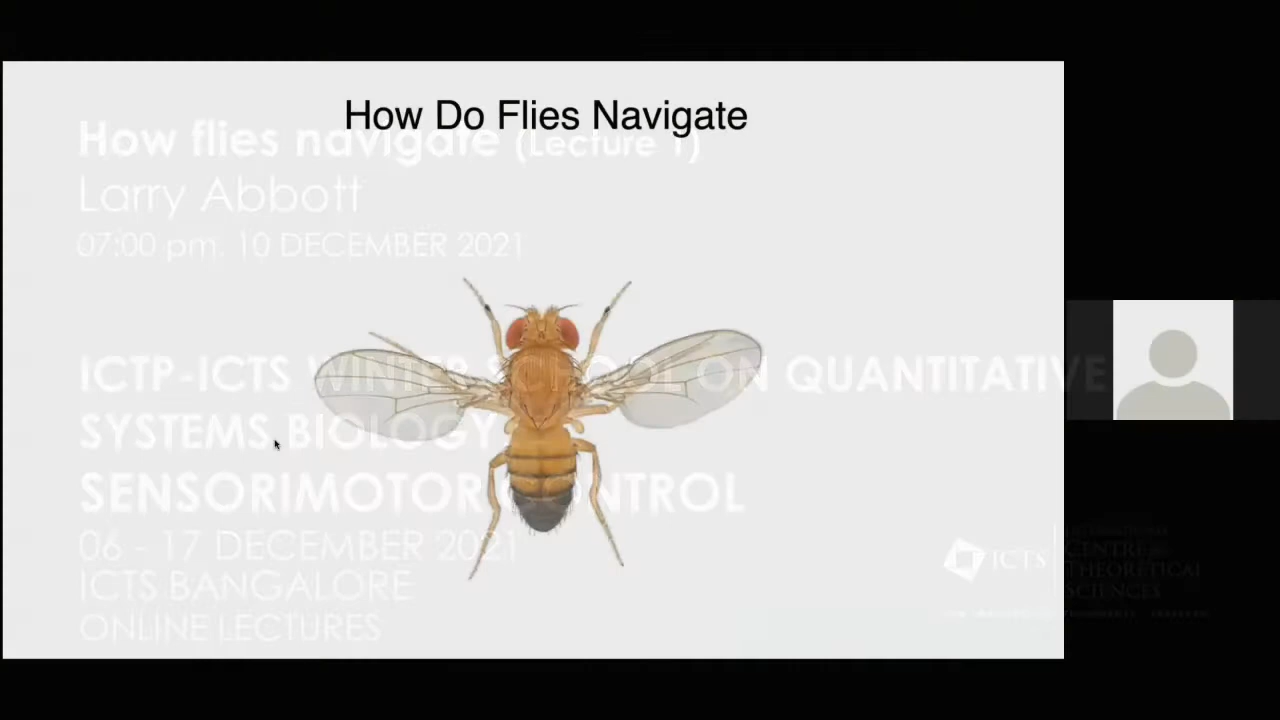 How Do Flies Navigate
How flies navigate (Lecture 1)
Larry Abbott
07:00 pm, 10 DECEMBER 2021
ICTP-ICTS WINTER SCHOOL ON QUANTITATIVE
SYSTEMS BIOLOGY
SENSORIMOTOR CONTROL
06 - 17 DECEMBER 2021
ICTS BANGALORE
ONLINE LECTURES
ICTS
INTERNATIONAL
CENTRE for
THEORETICAL
SCIENCES